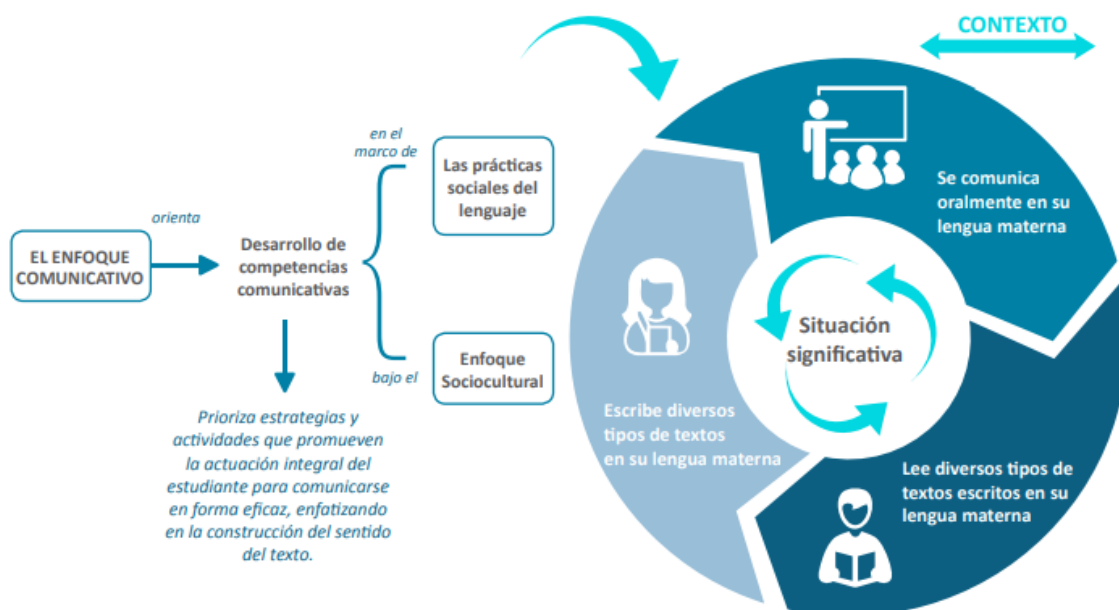 EL ENFOQUE
COMUNICATIVO
orienta
Desarrollo de
competencias
comunicativas
en el
marco de
Las prácticas
sociales del
lenguaje
bajo el
Enfoque
Sociocultural
Prioriza estrategias y
actividades que promueven
la actuación integral del
estudiante para comunicarse
en forma eficaz, enfatizando
en la construcción del sentido
del texto.
CONTEXTO
Se comunica
oralmente en su
lengua materna
Situación
significativa
Escribe diversos
tipos de textos
en su lengua materna
Lee diversos tipos de
textos escritos en su
lengua materna